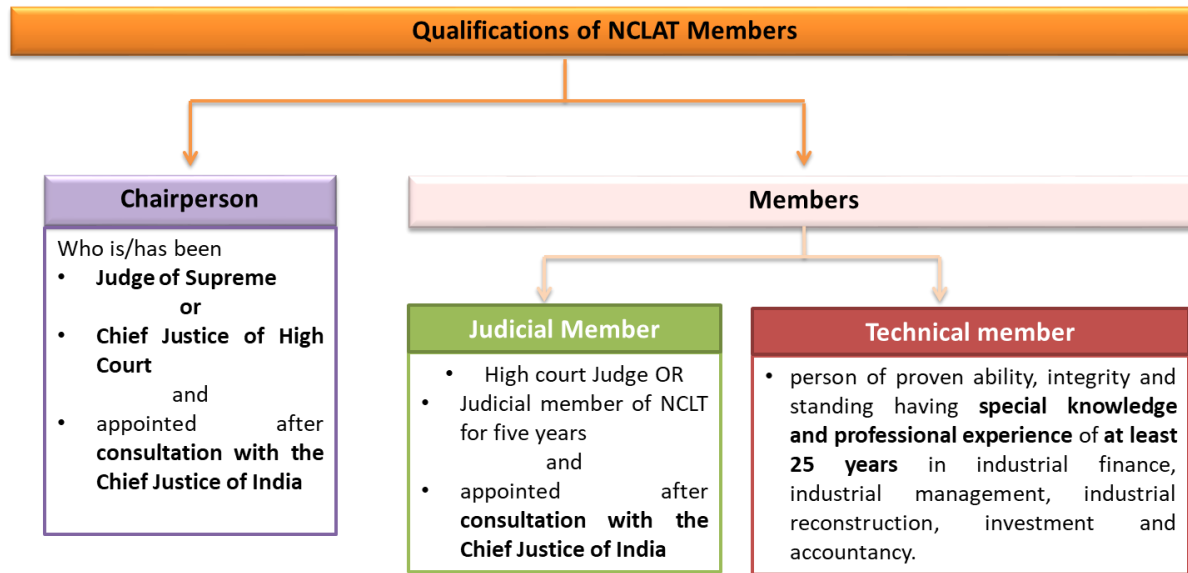 Qualifications of NCLAT Members
Chairperson
Who is/has been
• Judge of Supreme
or
• Chief Justice of High
Court
and
• appointed after
consultation with the
Chief Justice of India
Members
Judicial Member
• High court Judge OR
• Judicial member of NCLT
for five years
and
• appointed after
consultation with the
Chief Justice of India
Technical member
• person of proven ability, integrity and
standing having special knowledge
and professional experience of at least
25 years in industrial finance,
industrial management, industrial
reconstruction, investment and
accountancy.